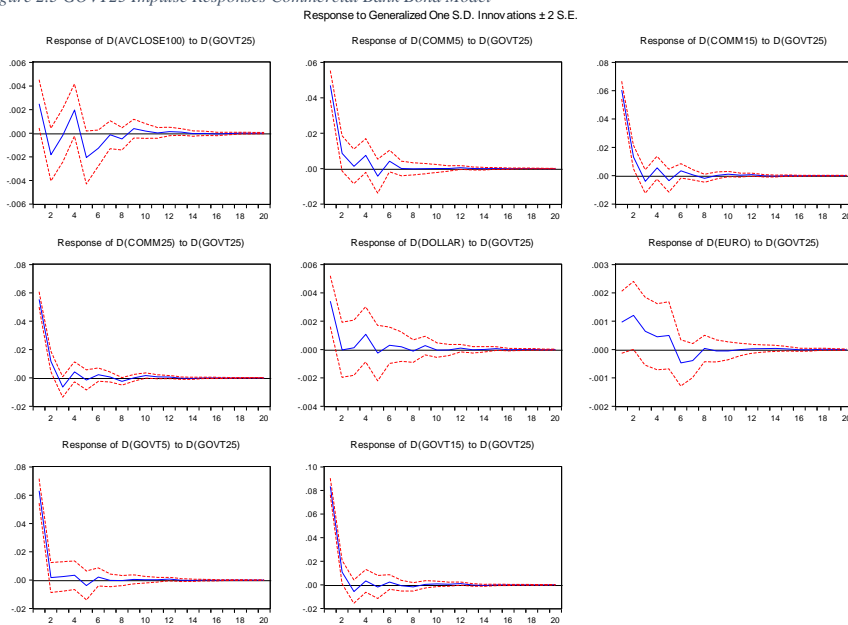 Figure 2.5 GOVT25 Impulse Responses Commercial Bank Bond Model
Response to Generalized One S.D. Innovations ± 2 S.E.
Response of D(AVCLOSE100) to D(GOVT25)
.006
.004
.002
.000
-.002
-.004
-.006
2 4 6 8 10 12 14 16 18 20
Response of D(COMM5) to D(GOVT25)
.06
.04
.02
.00
-.02
2 4 6 8 10 12 14 16 18 20
Response of D(COMM15) to D(GOVT25)
.08
.06
.04
.02
.00
-.02
2 4 6 8 10 12 14 16 18 20
Response of D(COMM25) to D(GOVT25)
.08
.06
.04
.02
.00
-.02
2 4 6 8 10 12 14 16 18 20
Response of D(DOLLAR) to D(GOVT25)
.006
.004
.002
.000
-.002
-.004
2 4 6 8 10 12 14 16 18 20
Response of D(EURO) to D(GOVT25)
.003
.002
.001
.000
-.001
-.002
2 4 6 8 10 12 14 16 18 20
Response of D(GOVT5) to D(GOVT25)
.08
.06
.04
.02
.00
-.02
2 4 6 8 10 12 14 16 18 20
Response of D(GOVT15) to D(GOVT25)
.10
.08
.06
.04
.02
.00
-.02
2 4 6 8 10 12 14 16 18 20